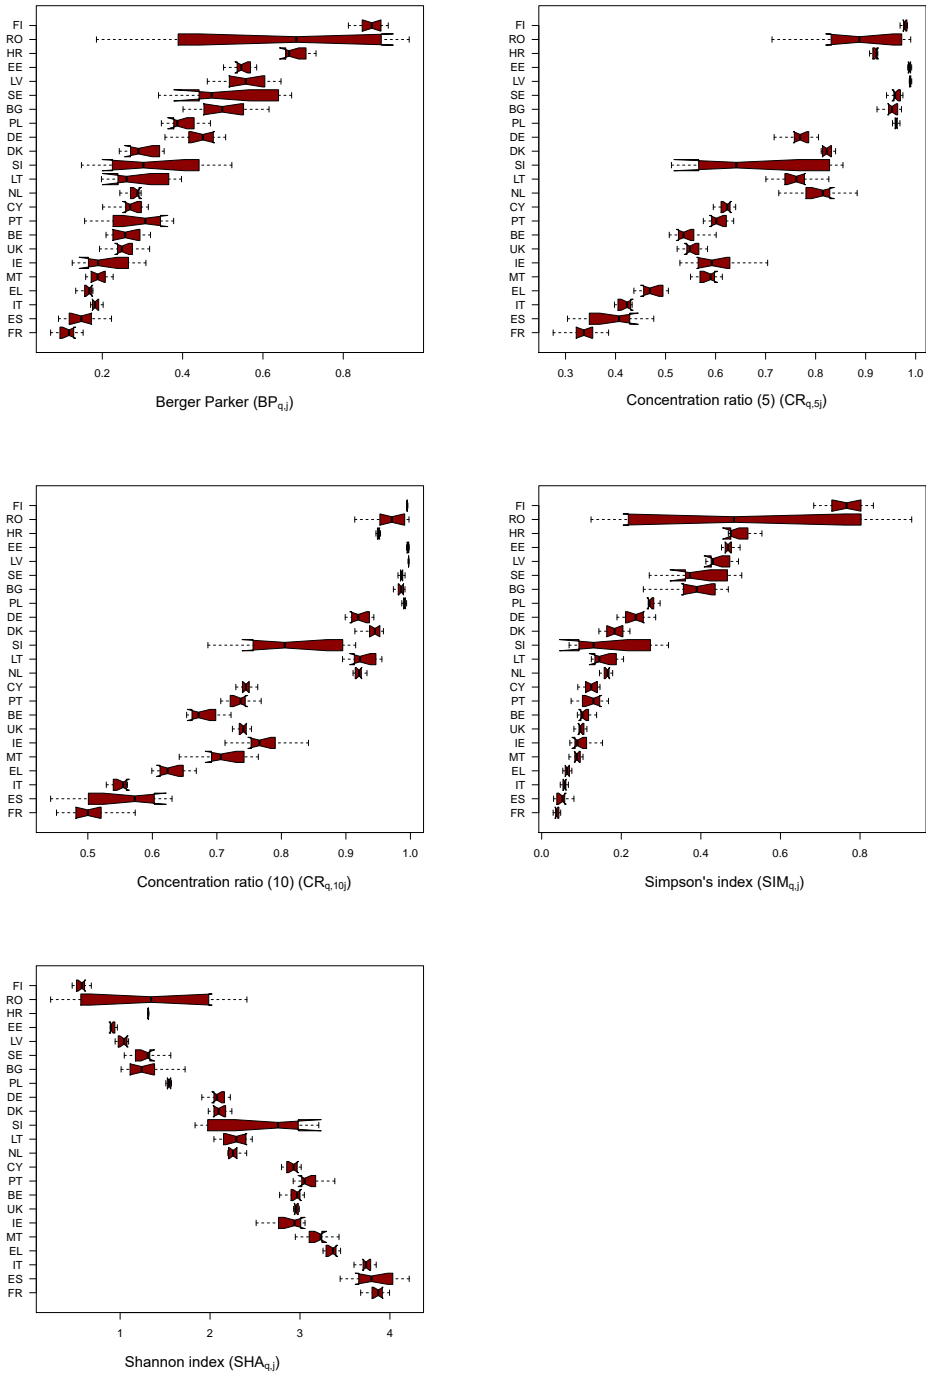 FI
RO
HR
EE
LV
SE
BG
PL
DE
DK
SI
LT
NL
CY
PT
BE
UK
IE
MT
EL
IT
ES
FR
0.2 0.4 0.6 0.8
Berger Parker (BPq,j)
FI
RO
HR
EE
LV
SE
BG
PL
DE
DK
SI
LT
NL
CY
PT
BE
UK
IE
MT
EL
IT
ES
FR
0.3 0.4 0.5 0.6 0.7 0.8 0.9 1.0
Concentration ratio (5) (CRq,5j)
FI
RO
HR
EE
LV
SE
BG
PL
DE
DK
SI
LT
NL
CY
PT
BE
UK
IE
MT
EL
IT
ES
FR
0.5 0.6 0.7 0.8 0.9 1.0
Concentration ratio (10) (CRq,10j)
FI
RO
HR
EE
LV
SE
BG
PL
DE
DK
SI
LT
NL
CY
PT
BE
UK
IE
MT
EL
IT
ES
FR
0.0 0.2 0.4 0.6 0.8
Simpson's index (SIMq,j)
FI
RO
HR
EE
LV
SE
BG
PL
DE
DK
SI
LT
NL
CY
PT
BE
UK
IE
MT
EL
IT
ES
FR
1 2 3 4
Shannon index (SHAq,j)